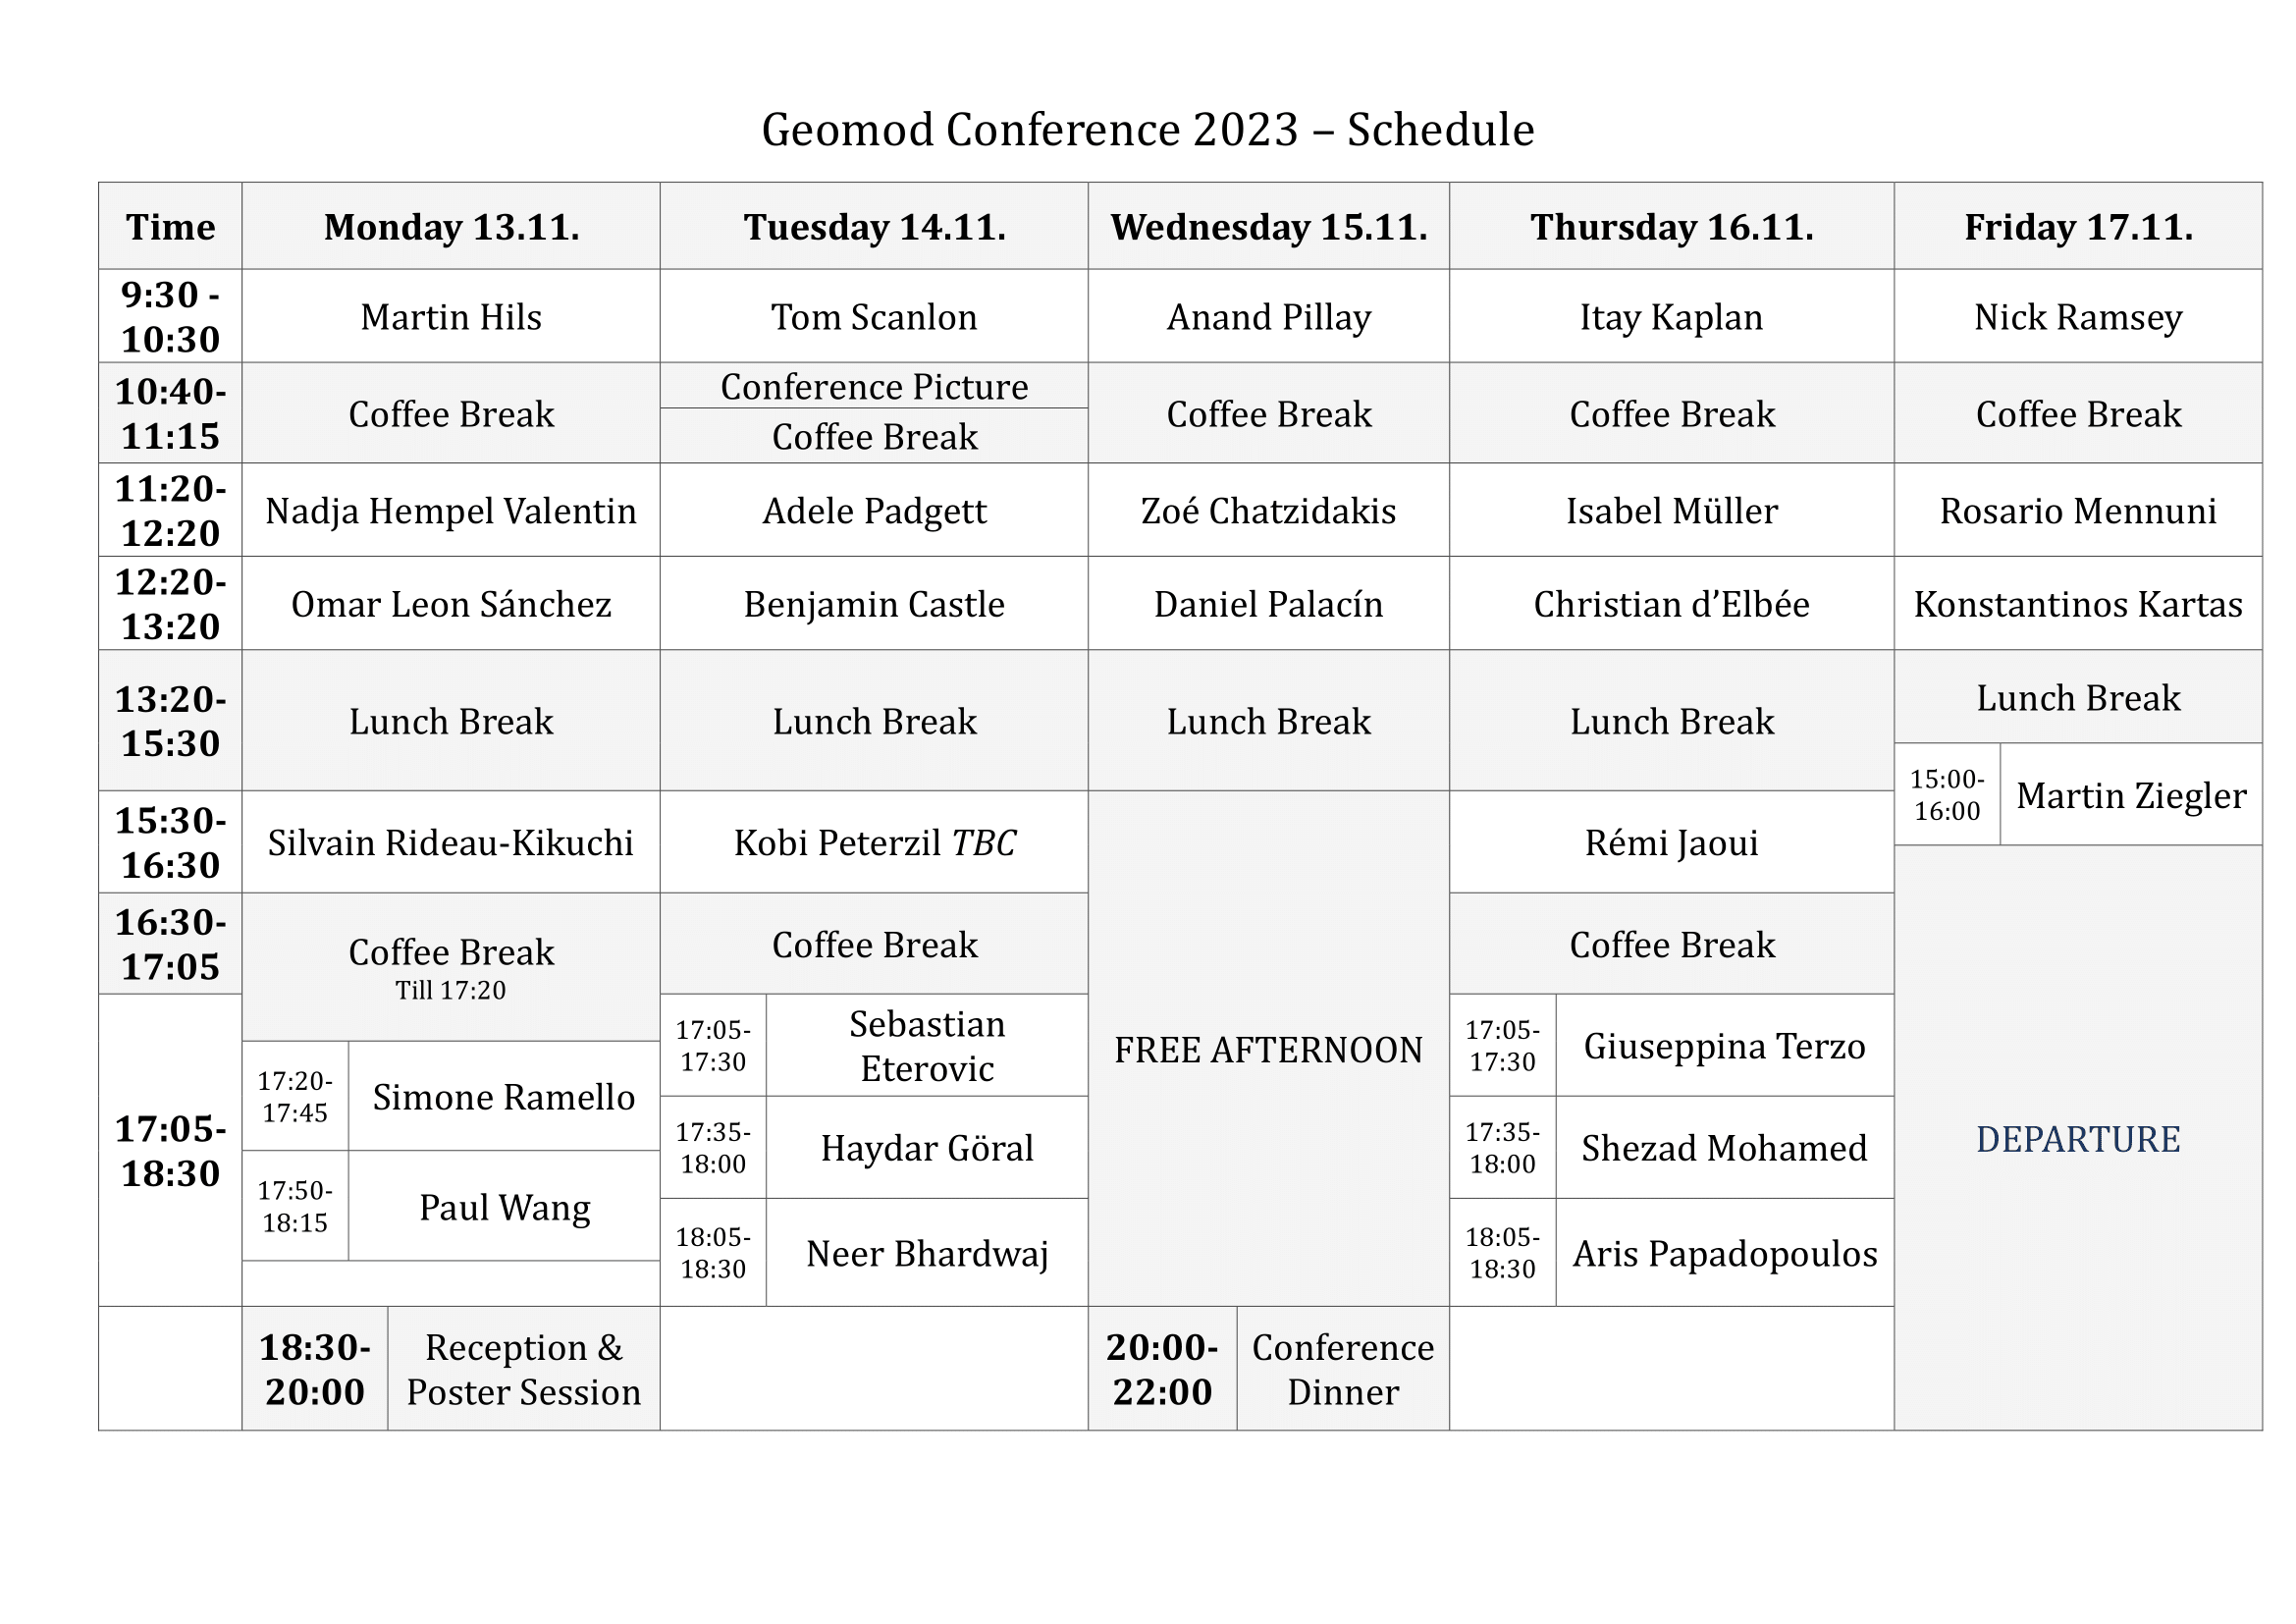 Geomod Conference 2023 – Schedule
Time
Monday 13.11.
Tuesday 14.11.
Wednesday 15.11.
Thursday 16.11.
Friday 17.11.
9:30 -
10:30
Martin Hils
Tom Scanlon
Anand Pillay
Itay Kaplan
Nick Ramsey
10:40-
11:15
Coffee Break
Conference Picture
Coffee Break
Coffee Break
Coffee Break
Coffee Break
11:20-
12:20
Nadja Hempel Valentin
Adele Padgett
Zoé Chatzidakis
Isabel Müller
Rosario Mennuni
12:20-
13:20
Omar Leon Sánchez
Benjamin Castle
Daniel Palacín
Christian d’Elbée
Konstantinos Kartas
13:20-
15:30
Lunch Break
Lunch Break
Lunch Break
Lunch Break
Lunch Break
15:00-
16:00
Martin Ziegler
15:30-
16:30
Silvain Rideau-Kikuchi
Kobi Peterzil TBC
Rémi Jaoui
16:30-
17:05
Coffee Break
Till 17:20
Coffee Break
FREE AFTERNOON
Coffee Break
DEPARTURE
17:05-
18:30
17:20-
17:45
Simone Ramello
17:50-
18:15
Paul Wang
17:05-
17:30
Sebastian
Eterovic
17:35-
18:00
Haydar Göral
18:05-
18:30
Neer Bhardwaj
17:05-
17:30
Giuseppina Terzo
17:35-
18:00
Shezad Mohamed
18:05-
18:30
Aris Papadopoulos
18:30-
20:00
Reception &
Poster Session
20:00-
22:00
Conference
Dinner